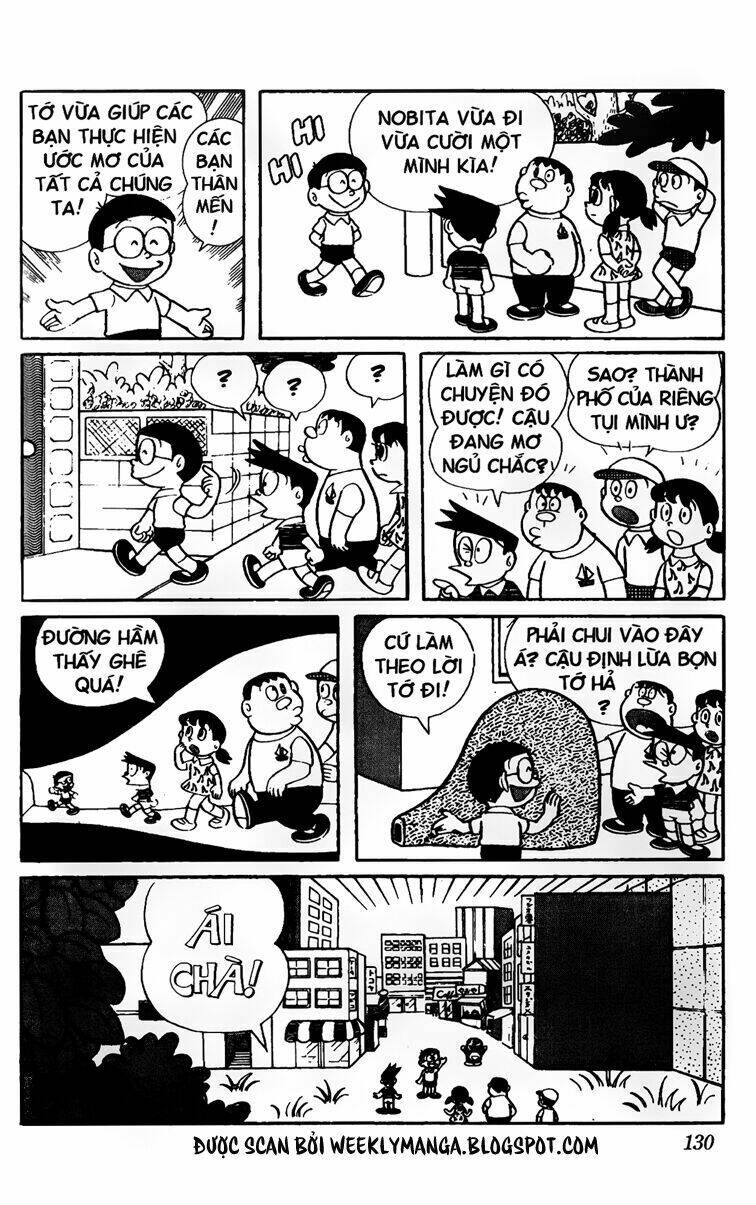 HI
HI
HI
NOBITA VỪA ĐI
VỪA CƯỜI MỘT
MÌNH KÌA!
CÁC
BẠN
THÂN
MẾN
!
TỚ VỪA GIÚP CÁC
BẠN THỰC HIỆN
ƯỚC MƠ CỦA
TẤT CẢ CHÚNG
TA!
SAO? THÀNH
PHỐ CỦA RIÊNG
TỤI MÌNH Ư?
LÀM GÌ CÓ
CHUYỆN ĐÓ
ĐƯỢC! CẬU
ĐANG MƠ
NGỦ CHẮC?
?
?
?
PHẢI CHUI VÀO ĐÂY
Á? CẬU ĐỊNH LỪA BỌN
TỚ HẢ
?
CỨ LÀM
THEO LỜI
TỚ ĐI!
ĐƯỜNG HẦM
THẤY GHÊ
QUÁ!
ÁI
CHÀ!
ĐƯỢC SCAN BỞI WEEKLYMANGA.BLOGSPOT.COM
130